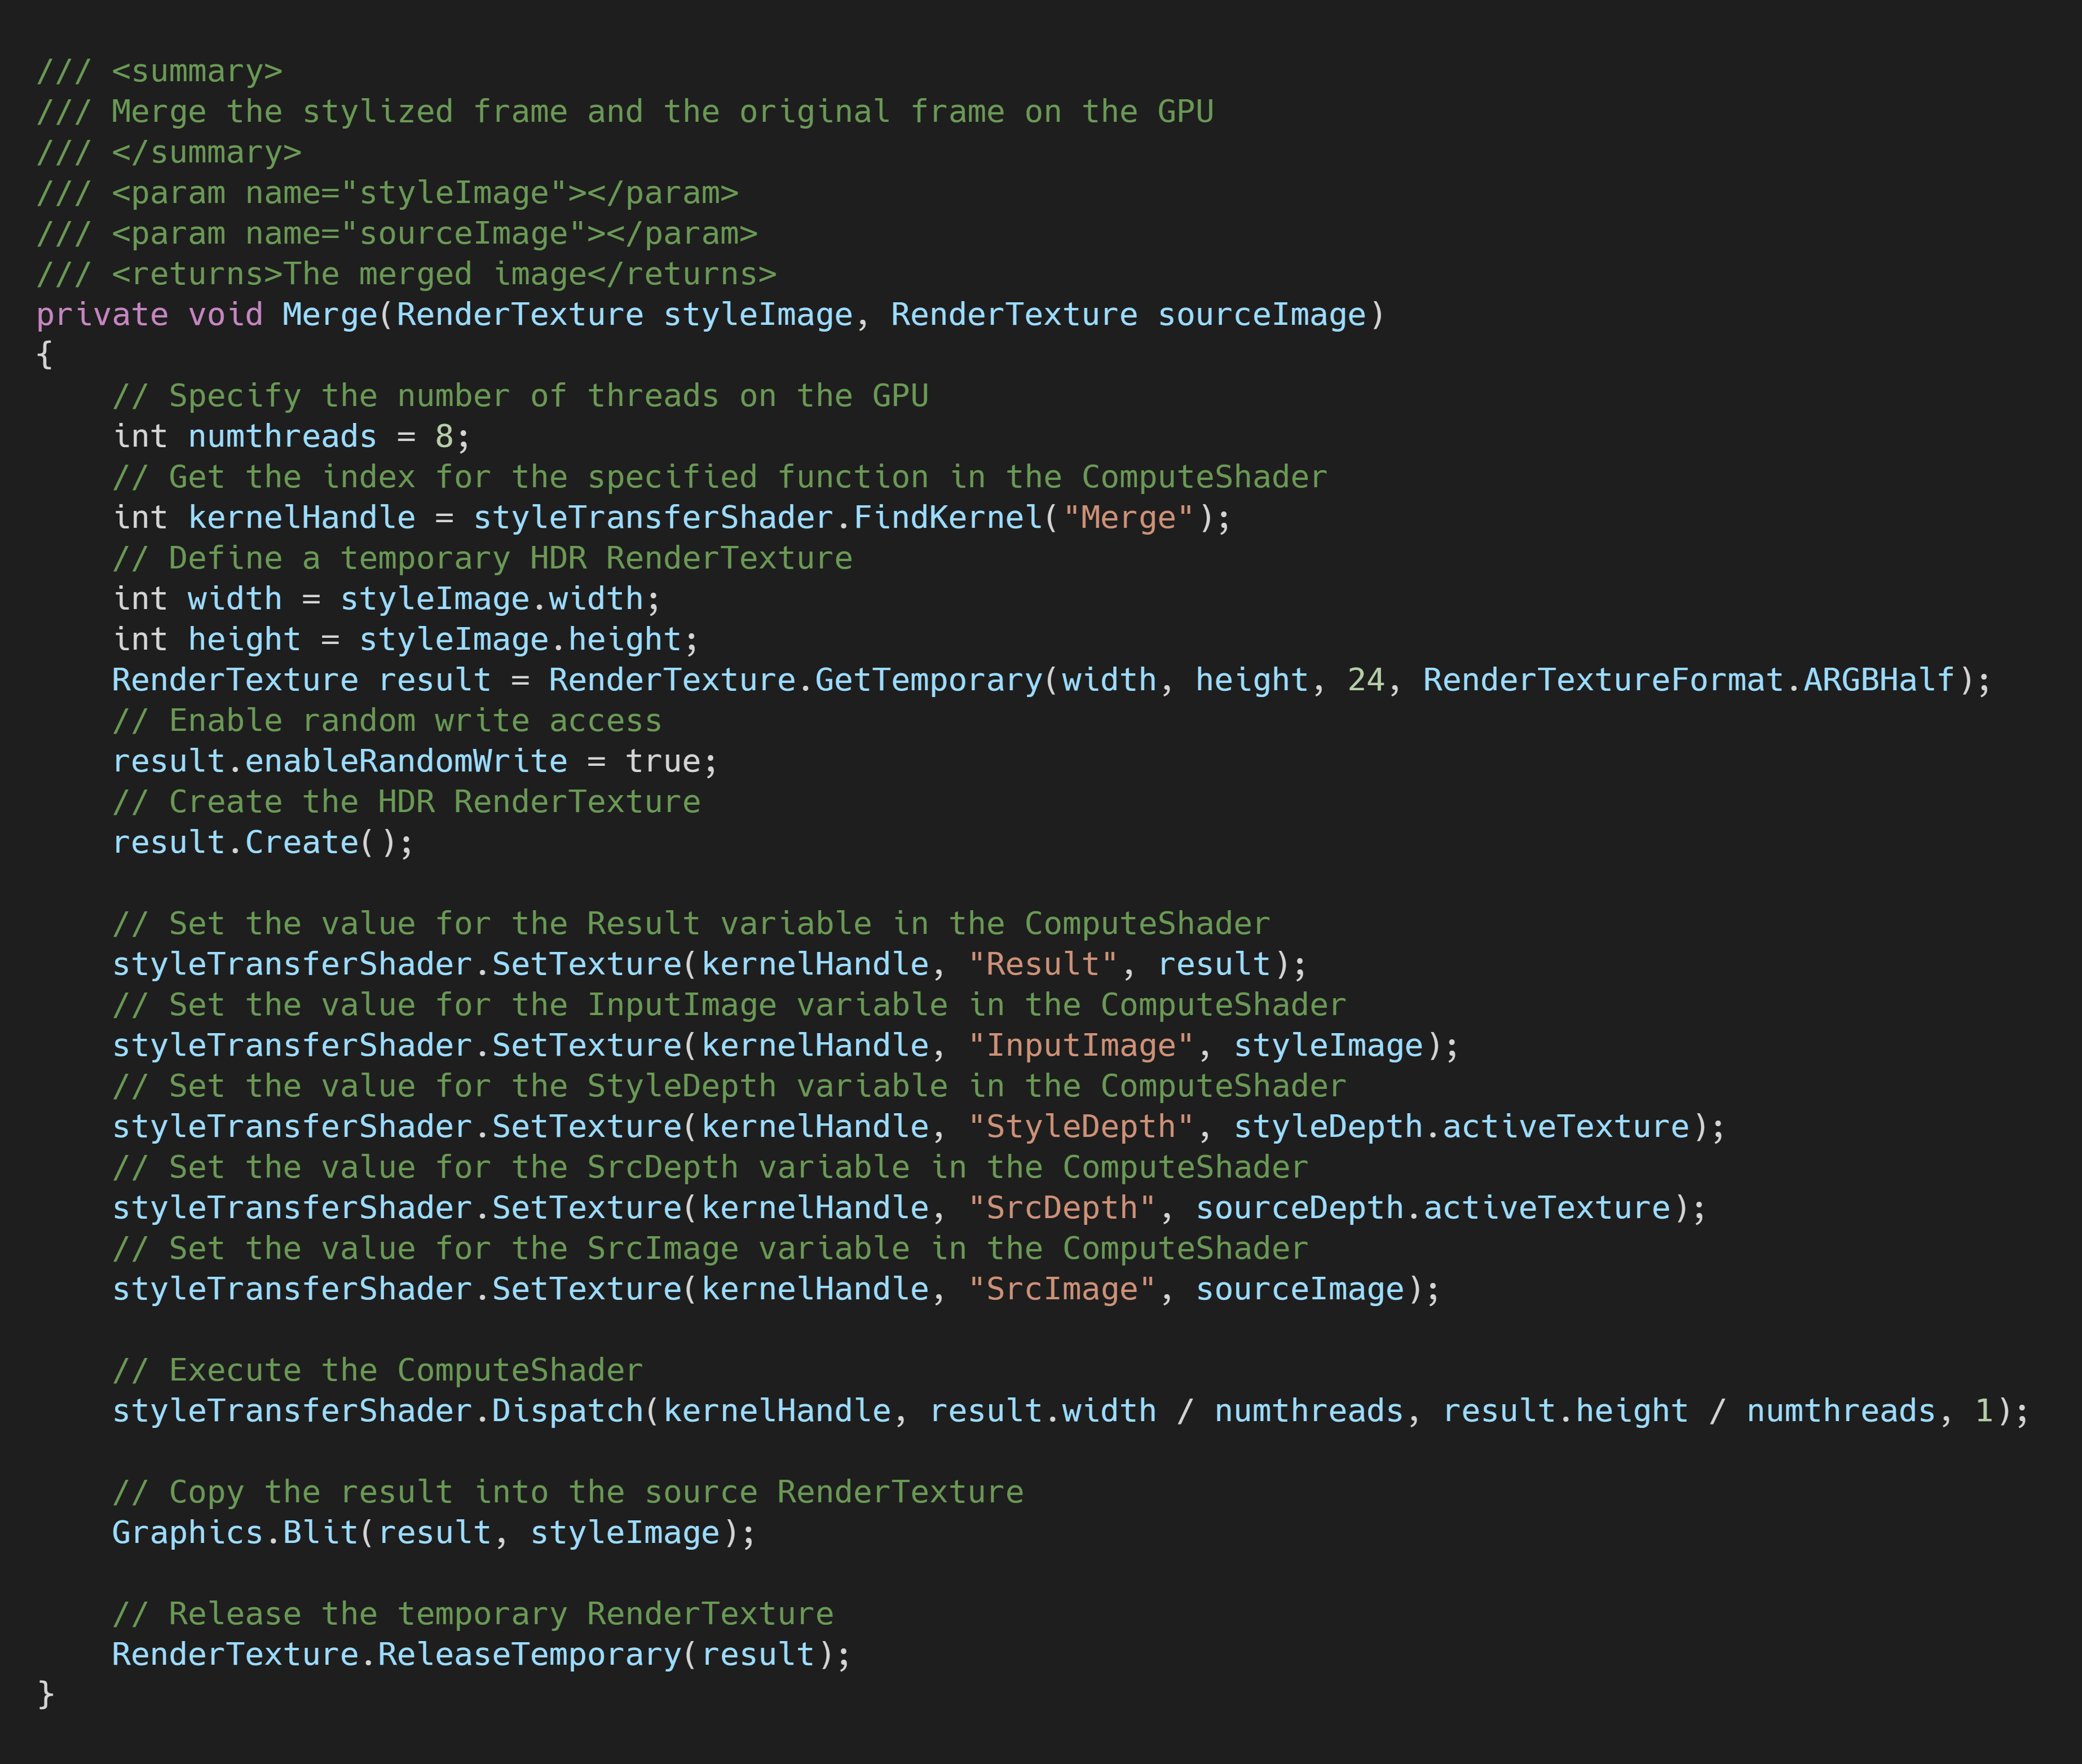 /// <summary>
/// Merge the stylized frame and the original frame on the GPU
/// </summary>
/// <param name="styleImage"></param>
/// <param name="sourceImage"></param>
/// <returns>The merged image</returns>
private void Merge(RenderTexture styleImage, RenderTexture sourceImage)
{
    // Specify the number of threads on the GPU
    int numthreads = 8;
    // Get the index for the specified function in the ComputeShader
    int kernelHandle = styleTransferShader.FindKernel("Merge");
    // Define a temporary HDR RenderTexture
    int width = styleImage.width;
    int height = styleImage.height;
    RenderTexture result = RenderTexture.GetTemporary(width, height, 24, RenderTextureFormat.ARGBHalf);
    // Enable random write access
    result.enableRandomWrite = true;
    // Create the HDR RenderTexture
    result.Create();

    // Set the value for the Result variable in the ComputeShader
    styleTransferShader.SetTexture(kernelHandle, "Result", result);
    // Set the value for the InputImage variable in the ComputeShader
    styleTransferShader.SetTexture(kernelHandle, "InputImage", styleImage);
    // Set the value for the StyleDepth variable in the ComputeShader
    styleTransferShader.SetTexture(kernelHandle, "StyleDepth", styleDepth.activeTexture);
    // Set the value for the SrcDepth variable in the ComputeShader
    styleTransferShader.SetTexture(kernelHandle, "SrcDepth", sourceDepth.activeTexture);
    // Set the value for the SrcImage variable in the ComputeShader
    styleTransferShader.SetTexture(kernelHandle, "SrcImage", sourceImage);

    // Execute the ComputeShader
    styleTransferShader.Dispatch(kernelHandle, result.width / numthreads, result.height / numthreads, 1);

    // Copy the result into the source RenderTexture
    Graphics.Blit(result, styleImage);

    // Release the temporary RenderTexture
    RenderTexture.ReleaseTemporary(result);
}